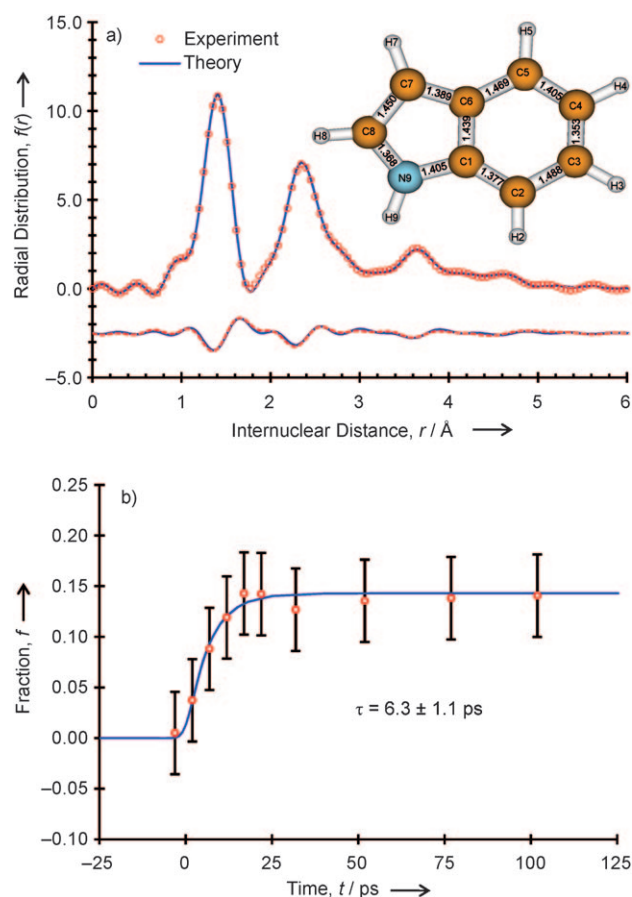 a)
Experiment
Theory
Radial Distribution, f(r)
15.0
10.0
5.0
0.0
–5.0
0 1 2 3 4 5 6
Internuclear Distance, r / Å
H5
H7
C5
C7
1.389
C6
1.469
1.405
H4
C4
1.450
1.439
1.353
H8
C8
1.368
C1
C3
N9
1.405
1.377
1.488
C2
H3
H9
H2
b)
Fraction, f
0.25
0.20
0.15
0.10
0.05
0.00
–0.05
–0.10
τ = 6.3 ± 1.1 ps
–25 0 25 50 75 100 125
Time, t / ps